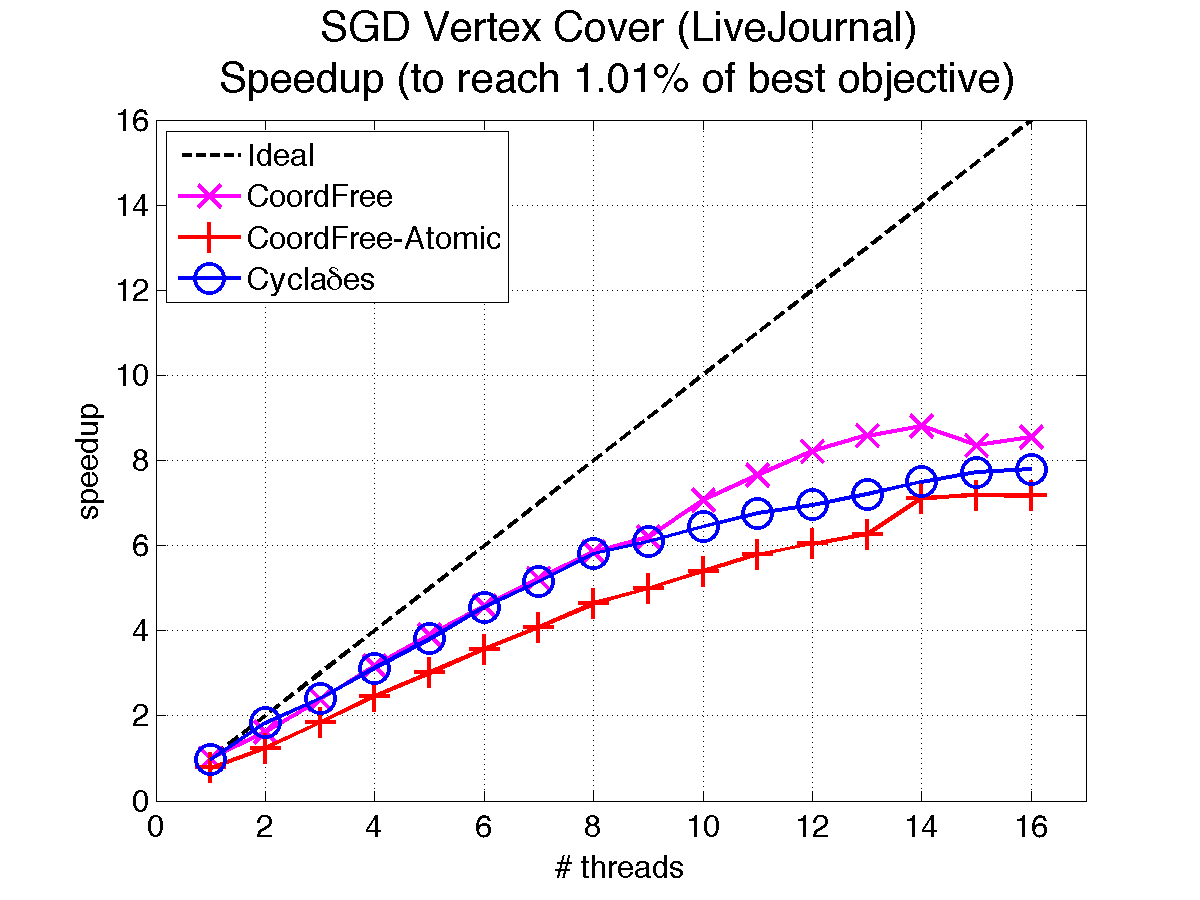 SGD Vertex Cover (LiveJournal)
Speedup (to reach 1.01% of best objective)
16
14
12
10
8
6
4
2
0
speedup
Ideal
CoordFree
CoordFree-Atomic
Cyclaδes
0 2 4 6 8 10 12 14 16
# threads